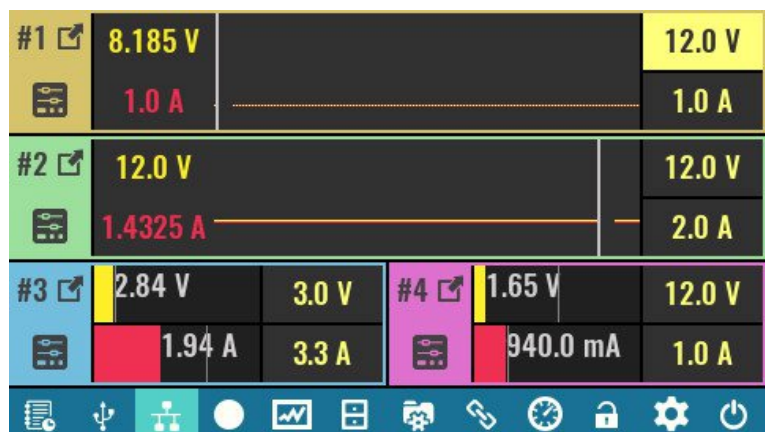 #1 8.185 V 12.0 V
1.0 A 1.0 A
#2 12.0 V 12.0 V
1.4325 A 2.0 A
#3 2.84 V 3.0 V #4 1.65 V 12.0 V
1.94 A 3.3 A 940.0 mA 1.0 A